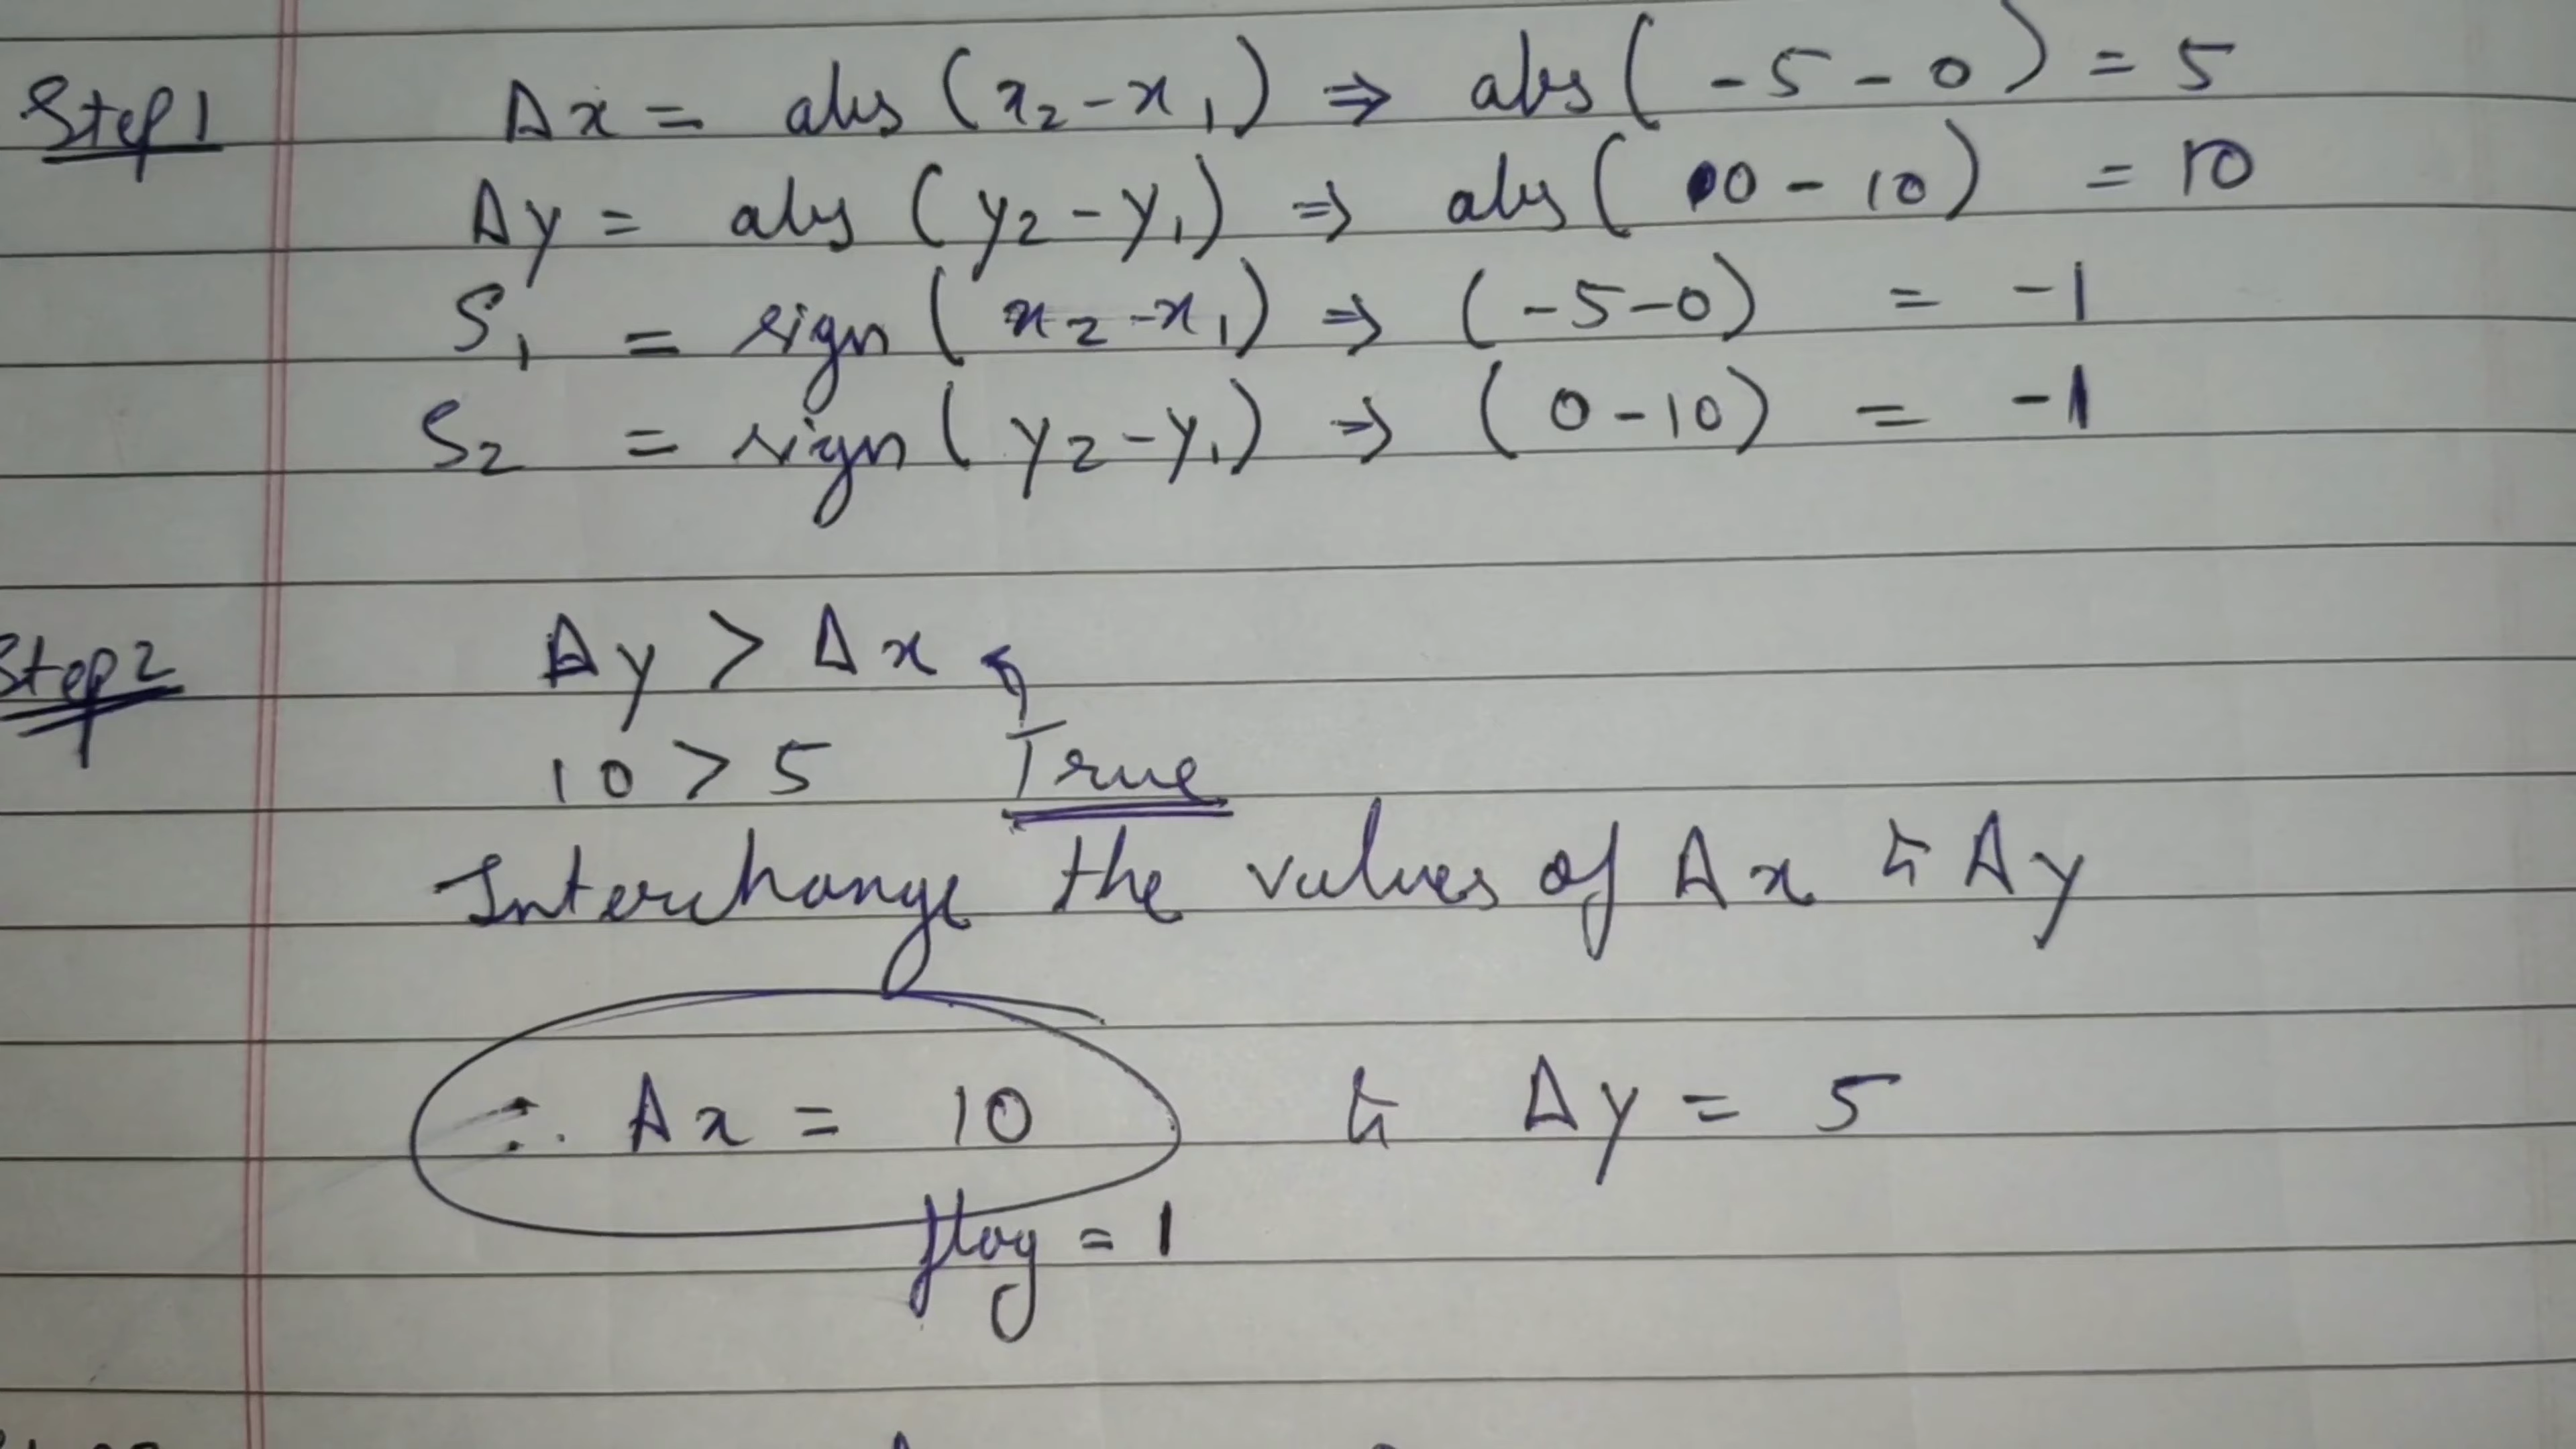 Step 1 Δx = abs (x₂ - x₁) ⇒ abs ( -5 - 0 ) = 5
Δy = abs (y₂ - y₁) ⇒ abs ( 0 - 10 ) = 10
S₁ = sign ( x₂ - x₁) ⇒ (-5-0) = -1
S₂ = sign ( y₂ - y₁) ⇒ ( 0 - 10) = -1
Step 2 Δy > Δx
10 > 5 True
Interchange the values of Δx & Δy
∴ Δx = 10 & Δy = 5
flag = 1